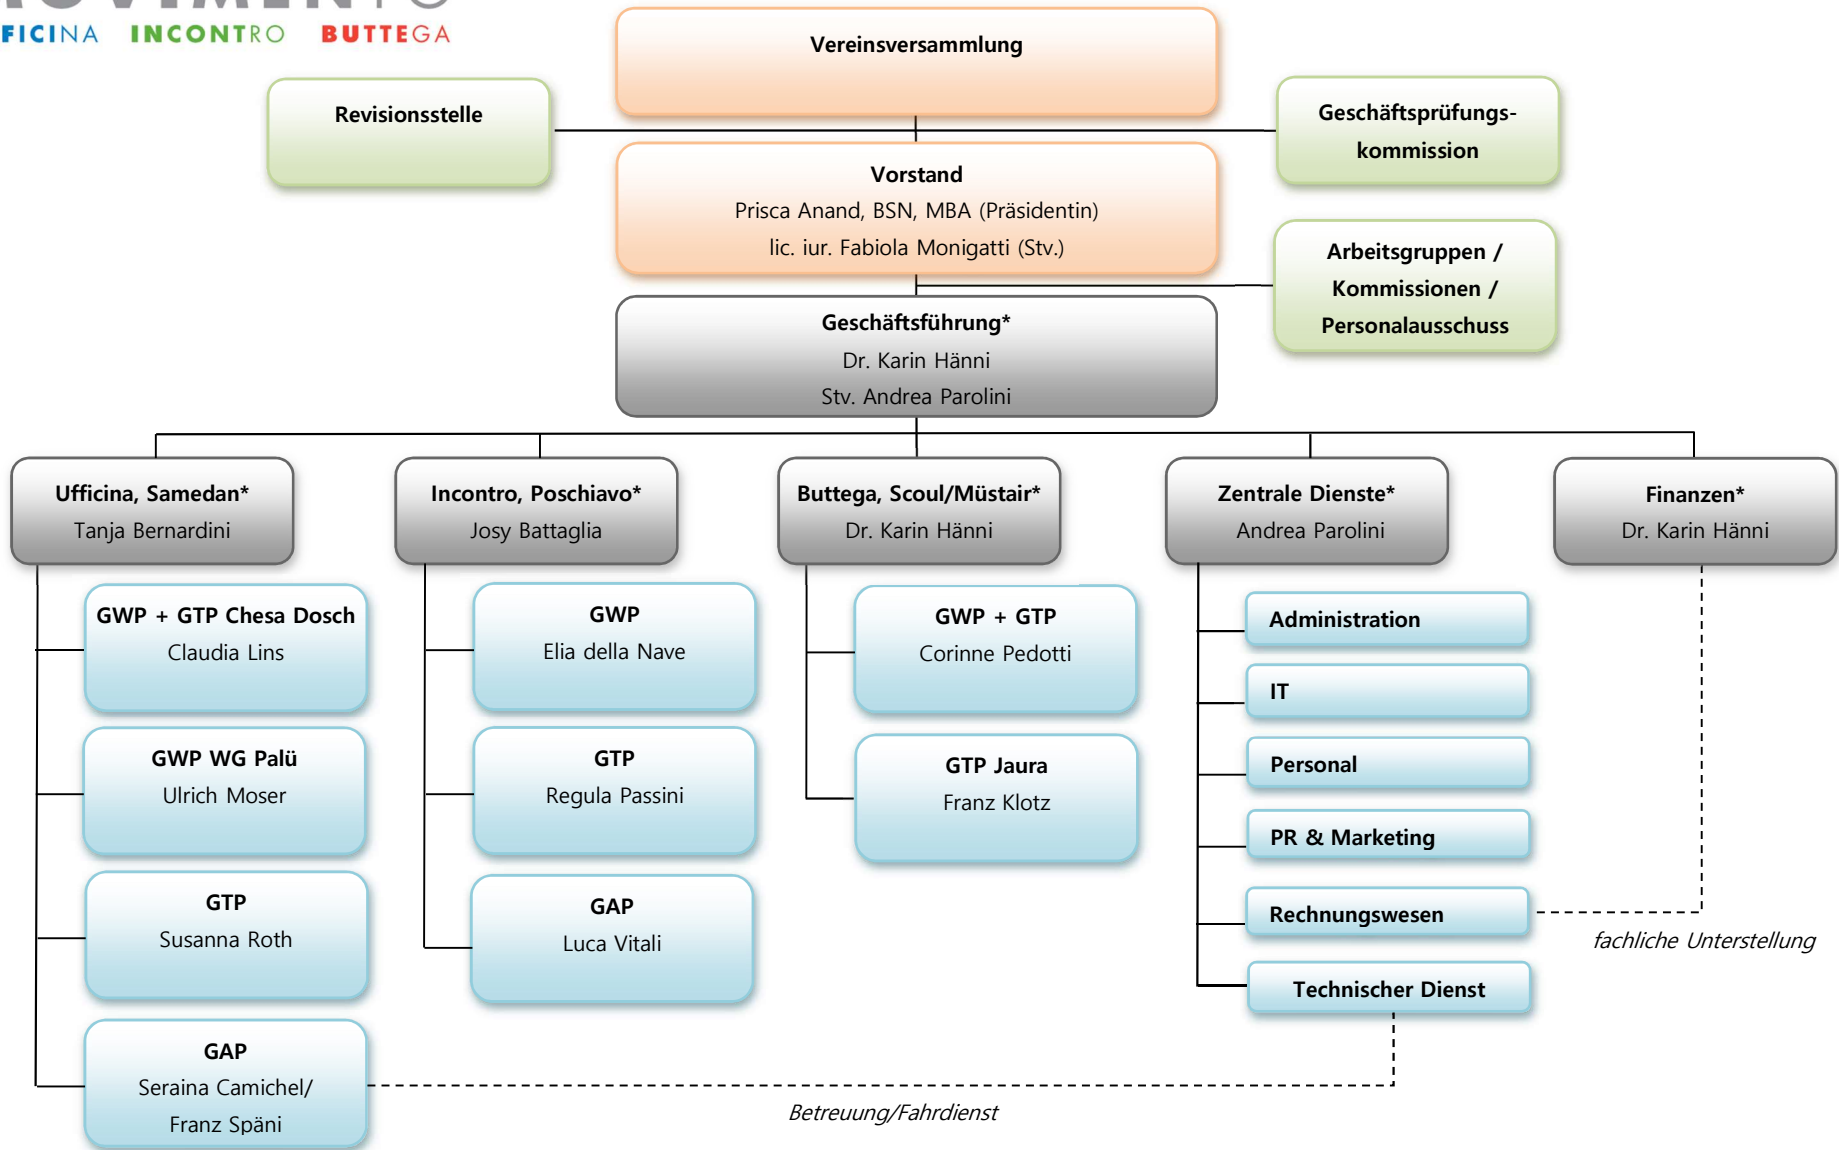 UFFICINA INCONTRO BUTTEGA
Vereinsversammlung
Revisionsstelle
Geschäftsprüfungs-
kommission
Vorstand
Prisca Anand, BSN, MBA (Präsidentin)
lic. iur. Fabiola Monigatti (Stv.)
Arbeitsgruppen /
Kommissionen /
Personalausschuss
Geschäftsführung*
Dr. Karin Hänni
Stv. Andrea Parolini
Ufficina, Samedan*
Tanja Bernardini
Incontro, Poschiavo*
Josy Battaglia
Buttega, Scoul/Müstair*
Dr. Karin Hänni
Zentrale Dienste*
Andrea Parolini
Finanzen*
Dr. Karin Hänni
GWP + GTP Chesa Dosch
Claudia Lins
GWP WG Palü
Ulrich Moser
GTP
Susanna Roth
GAP
Seraina Camichel/
Franz Späni
GWP
Elia della Nave
GTP
Regula Passini
GAP
Luca Vitali
GWP + GTP
Corinne Pedotti
GTP Jaura
Franz Klotz
Administration
IT
Personal
PR & Marketing
Rechnungswesen
Technischer Dienst
fachliche Unterstellung
Betreuung/Fahrdienst